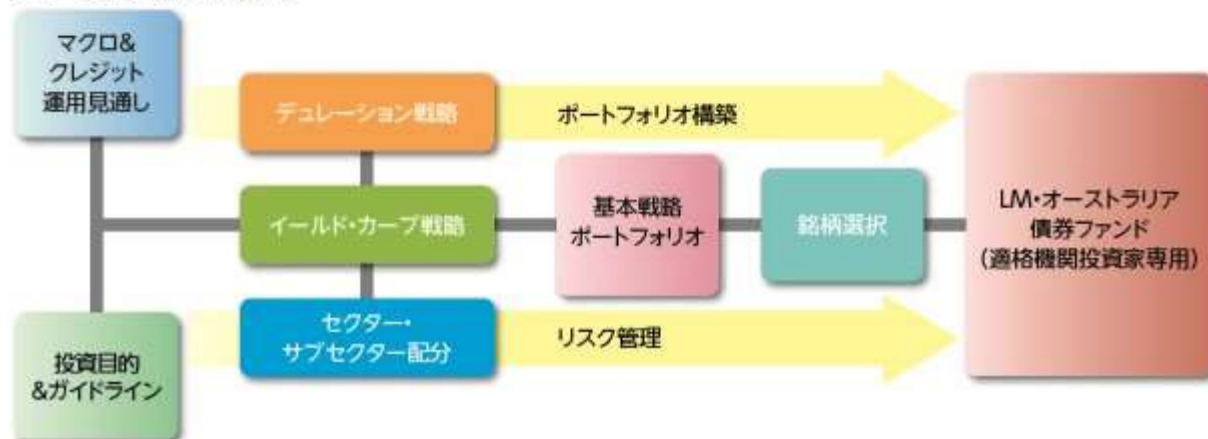 マクロ&
クレジット
運用見通し
デュレーション戦略
ポートフォリオ構築
イールド・カーブ戦略
基本戦略
ポートフォリオ
銘柄選択
LM・オーストラリア
債券ファンド
(適格機関投資家専用)
セクター・
サブセクター配分
リスク管理
投資目的
&ガイドライン